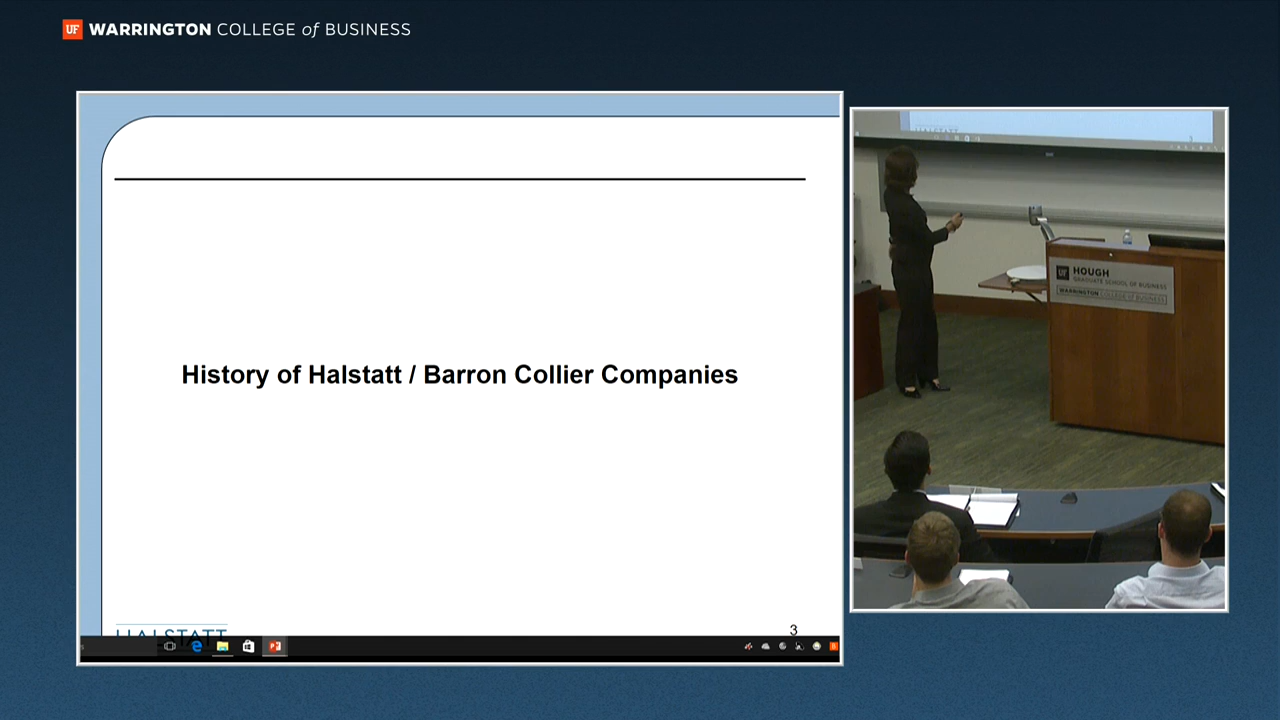 UF WARRINGTON COLLEGE of BUSINESS
History of Halstatt / Barron Collier Companies
HALSTATT
3
UF HOUGH
GRADUATE SCHOOL OF BUSINESS
WARRINGTON COLLEGE of BUSINESS